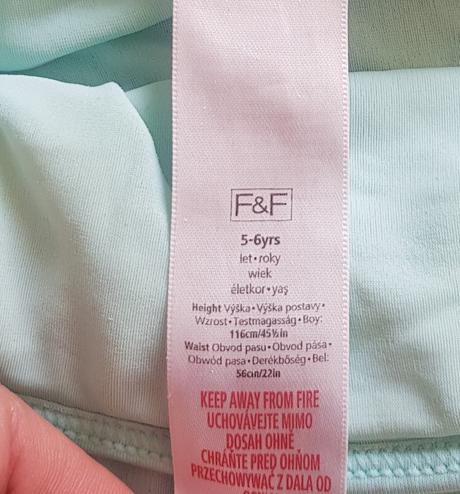 F&F
5-6yrs
let•roky
wiek
életkor•yaş
Height Výška•Výška postavy•
Wzrost•Testmagasság•Boy:
116cm/45½in
Waist Obvod pasu•Obvod pása•
Obwód pasa•Derékbőség•Bel:
56cm/22in
KEEP AWAY FROM FIRE
UCHOVÁVEJTE MIMO
DOSAH OHNĚ
CHRÁŇTE PRED OHŇOM
PRZECHOWYWAĆ Z DALA OD